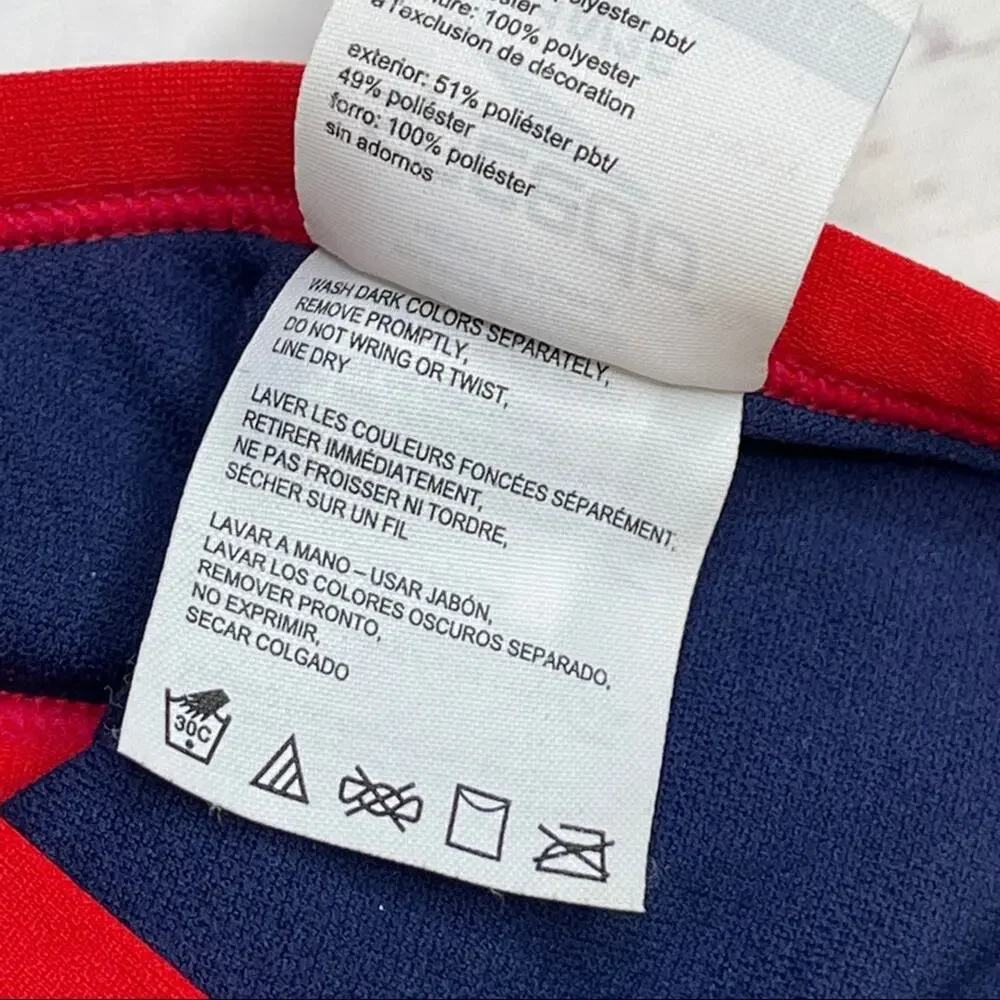 polyester pbt/
100% polyester
à l'exclusion de décoration
exterior: 51% poliéster pbt/
49% poliéster
forro: 100% poliéster
sin adornos
WASH DARK COLORS SEPARATELY,
REMOVE PROMPTLY,
DO NOT WRING OR TWIST,
LINE DRY
LAVER LES COULEURS FONCÉES SÉPARÉMENT,
RETIRER IMMÉDIATEMENT,
NE PAS FROISSER NI TORDRE,
SÉCHER SUR UN FIL
LAVAR A MANO – USAR JABÓN,
LAVAR LOS COLORES OSCUROS SEPARADO,
REMOVER PRONTO,
NO EXPRIMIR,
SECAR COLGADO
30C